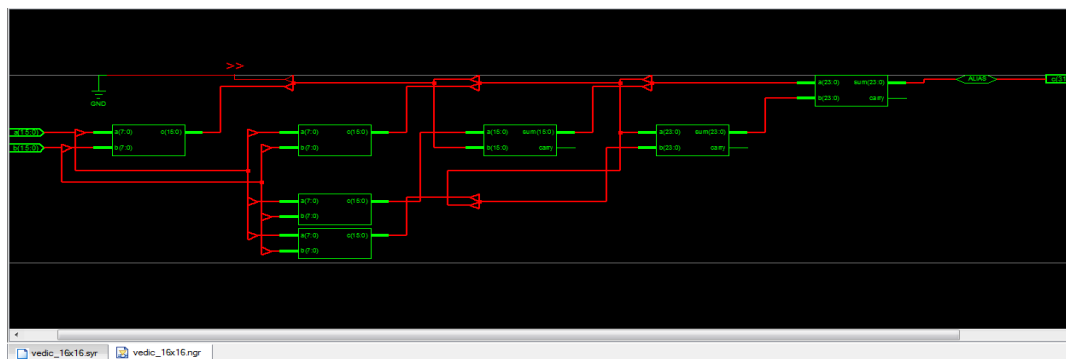 >>
GND
a(23:0) sum(23:0)
b(23:0) carry
ALIAS
a(15:0)
b(15:0)
a(7:0) c(15:0)
b(7:0)
a(7:0) c(15:0)
b(7:0)
a(15:0) sum(15:0)
b(15:0) carry
a(23:0) sum(23:0)
b(23:0) carry
a(7:0) c(15:0)
b(7:0)
a(7:0) c(15:0)
b(7:0)
vedic_16x16.syr vedic_16x16.ngr